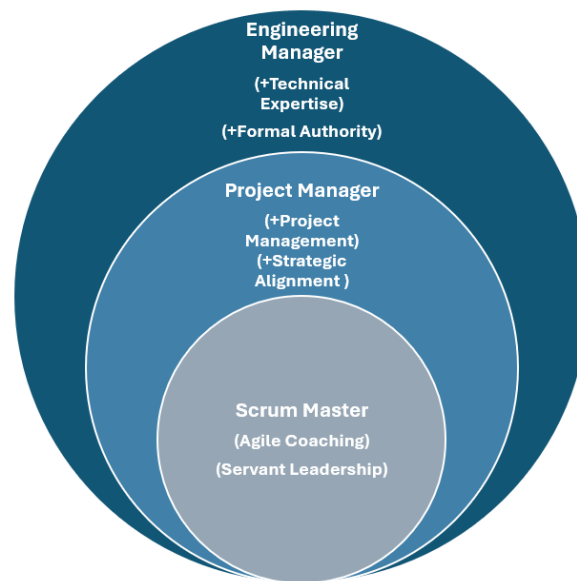 Engineering
Manager
(+Technical
Expertise)
(+Formal Authority)
Project Manager
(+Project
Management)
(+Strategic
Alignment )
Scrum Master
(Agile Coaching)
(Servant Leadership)